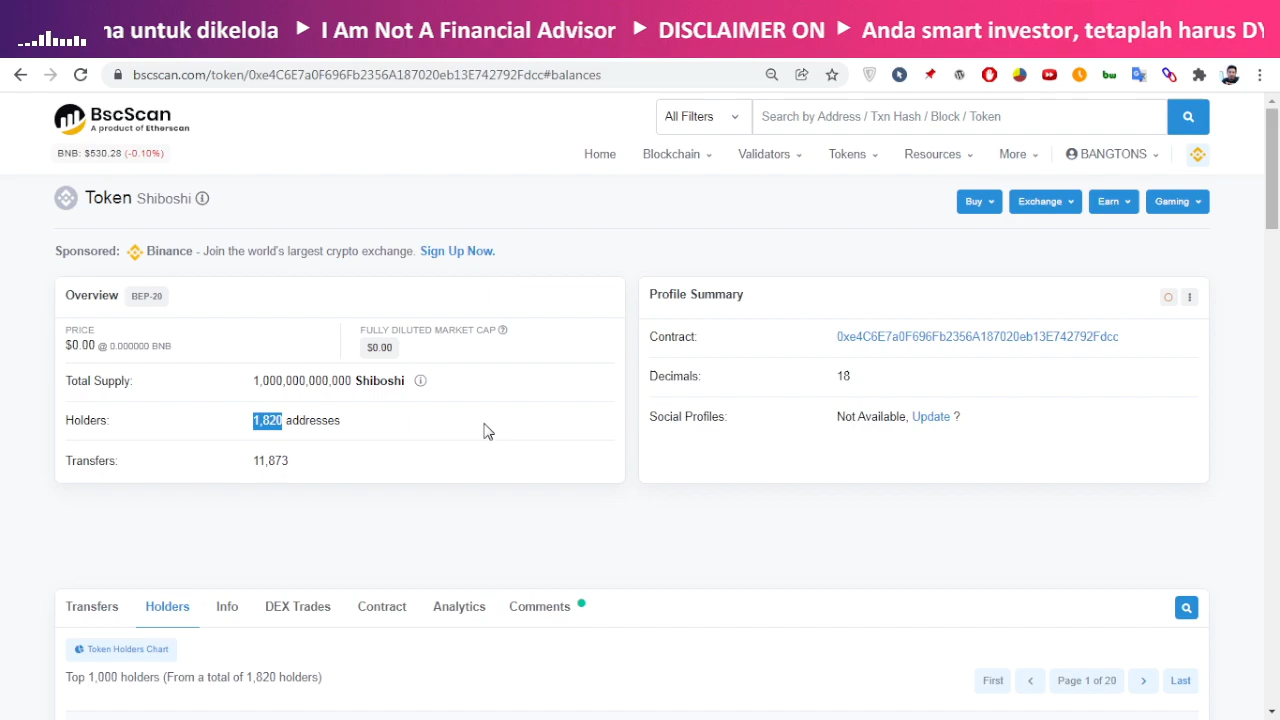 na untuk dikelola ▶ I Am Not A Financial Advisor ▶ DISCLAIMER ON ▶ Anda smart investor, tetaplah harus DY
bscscan.com/token/0xe4C6E7a0F696Fb2356A187020eb13E742792Fdcc#balances
BscScan
A product of Etherscan
All Filters
Search by Address / Txn Hash / Block / Token
BNB: $530.28 (-0.10%)
Home Blockchain Validators Tokens Resources More BANGTONS
Token Shiboshi
Buy Exchange Earn Gaming
Sponsored: Binance - Join the world's largest crypto exchange. Sign Up Now.
Overview BEP-20
PRICE
$0.00 @ 0.000000 BNB
FULLY DILUTED MARKET CAP
$0.00
Total Supply: 1,000,000,000,000 Shiboshi
Holders: 1,820 addresses
Transfers: 11,873
Profile Summary
Contract: 0xe4C6E7a0F696Fb2356A187020eb13E742792Fdcc
Decimals: 18
Social Profiles: Not Available, Update ?
Transfers Holders Info DEX Trades Contract Analytics Comments
Token Holders Chart
Top 1,000 holders (From a total of 1,820 holders)
First < Page 1 of 20 > Last